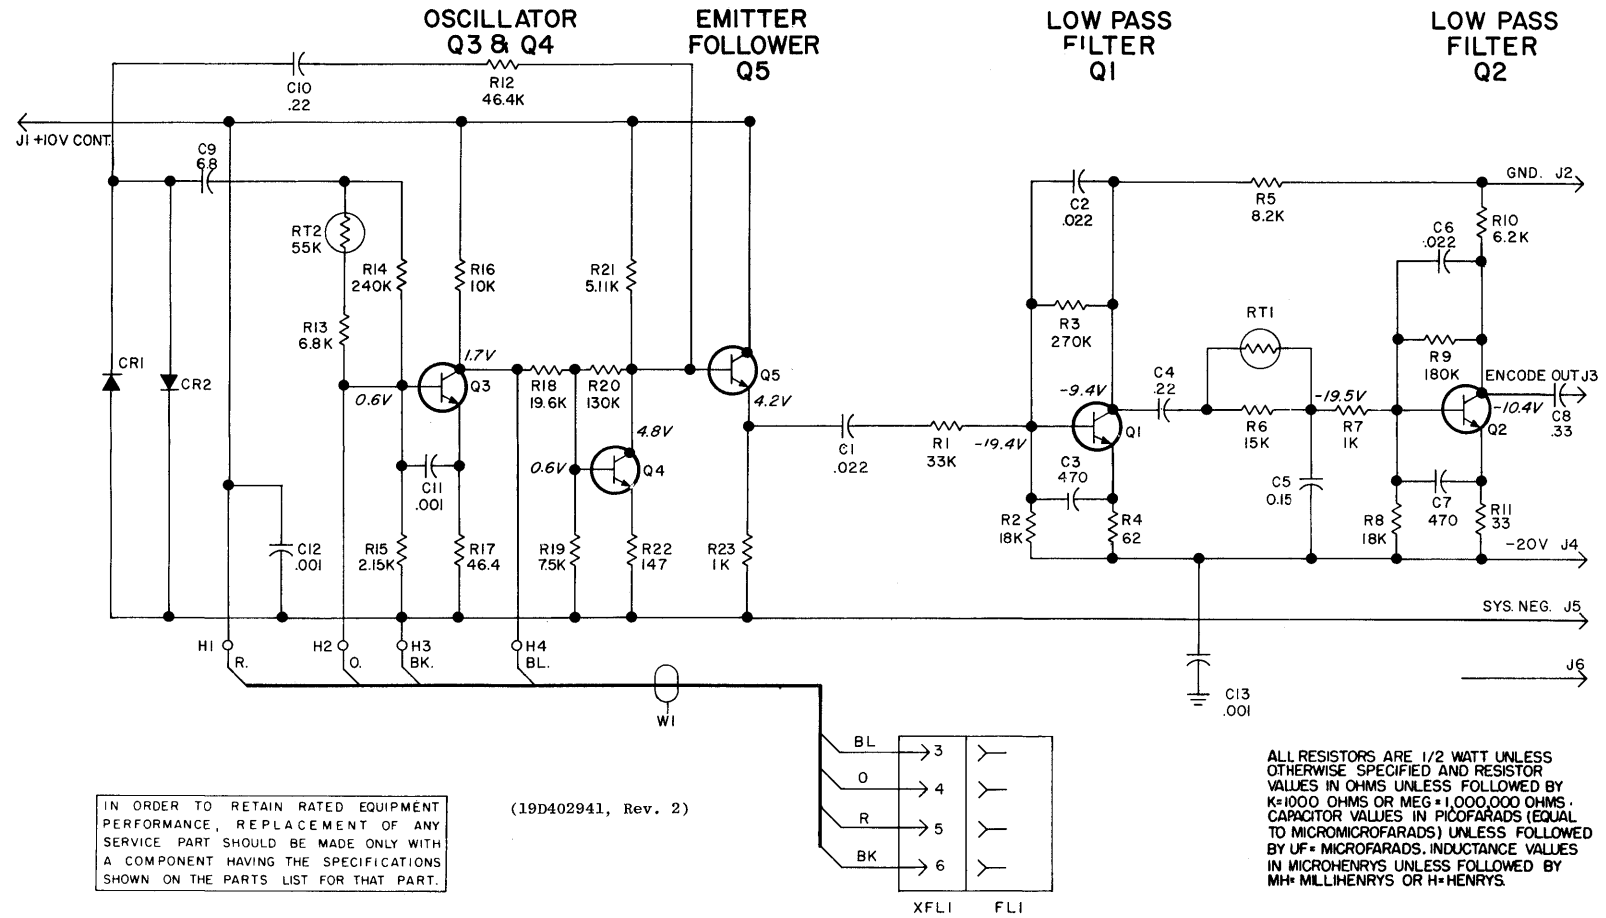 OSCILLATOR
Q3 & Q4
EMITTER
FOLLOWER
Q5
LOW PASS
FILTER
Q1
LOW PASS
FILTER
Q2
C10
.22
R12
46.4K
J1 +10V CONT.
C9
6.8
RT2
55K
R14
240K
R16
10K
R21
5.11K
R13
6.8K
CR1
CR2
0.6V
1.7V
Q3
R18
19.6K
R20
130K
Q5
4.2V
4.8V
0.6V
Q4
C11
.001
C12
.001
R15
2.15K
R17
46.4
R19
7.5K
R22
147
R23
1K
C1
.022
R1
33K
-19.4V
C2
.022
R5
8.2K
R3
270K
-9.4V
Q1
C3
470
R2
18K
R4
62
C4
.22
RT1
R6
15K
C5
0.15
-19.5V
R7
1K
GND. J2
R10
6.2K
C6
.022
R9
180K
ENCODE OUT J3
-10.4V
Q2
C8
.33
C7
470
R8
18K
R11
33
-20V J4
SYS. NEG. J5
J6
C13
.001
H1
R.
H2
O.
H3
BK.
H4
BL.
W1
BL
3
O
4
R
5
BK
6
XFL1
FL1
IN ORDER TO RETAIN RATED EQUIPMENT
PERFORMANCE, REPLACEMENT OF ANY
SERVICE PART SHOULD BE MADE ONLY WITH
A COMPONENT HAVING THE SPECIFICATIONS
SHOWN ON THE PARTS LIST FOR THAT PART.
(19D402941, Rev. 2)
ALL RESISTORS ARE 1/2 WATT UNLESS
OTHERWISE SPECIFIED AND RESISTOR
VALUES IN OHMS UNLESS FOLLOWED BY
K=1000 OHMS OR MEG = 1,000,000 OHMS.
CAPACITOR VALUES IN PICOFARADS (EQUAL
TO MICROMICROFARADS) UNLESS FOLLOWED
BY UF= MICROFARADS. INDUCTANCE VALUES
IN MICROHENRYS UNLESS FOLLOWED BY
MH= MILLIHENRYS OR H=HENRYS.